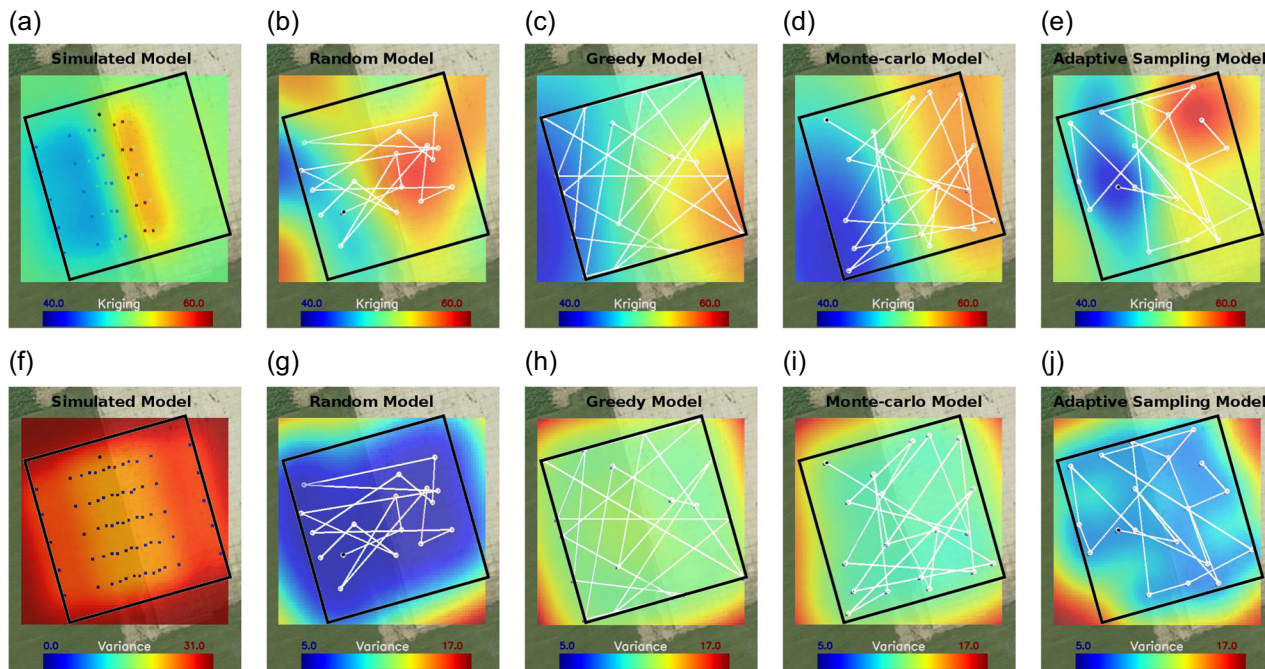 (a) (b) (c) (d) (e)
Simulated Model Random Model Greedy Model Monte-carlo Model Adaptive Sampling Model
40.0 Kriging 60.0 40.0 Kriging 60.0 40.0 Kriging 60.0 40.0 Kriging 60.0 40.0 Kriging 60.0
(f) (g) (h) (i) (j)
Simulated Model Random Model Greedy Model Monte-carlo Model Adaptive Sampling Model
0.0 Variance 31.0 5.0 Variance 17.0 5.0 Variance 17.0 5.0 Variance 17.0 5.0 Variance 17.0